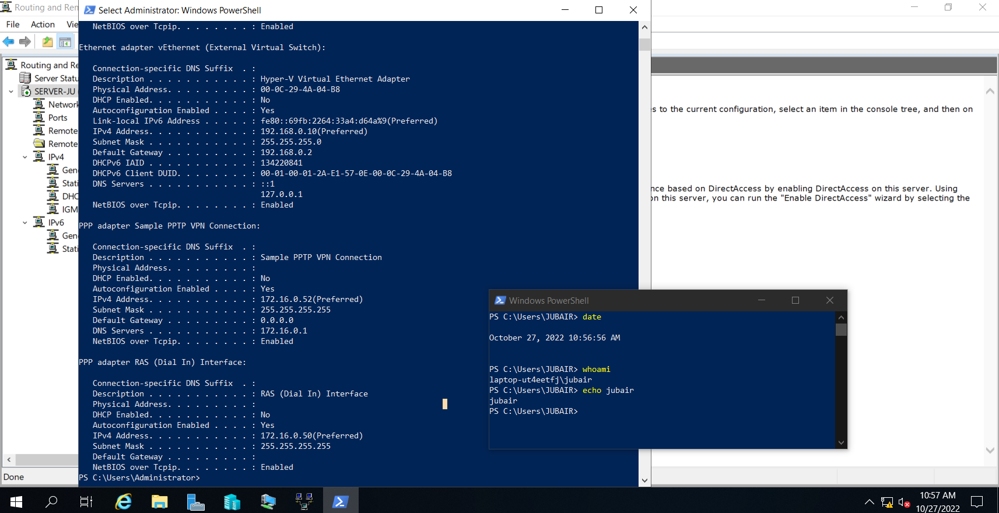 Routing and Rem
File Action Vie
Routing and Re
Server Statu
SERVER-JU
Network
Ports
Remote
Remote
IPv4
Gen
Stati
DHC
IGM
IPv6
Gen
Stati
Done
Select Administrator: Windows PowerShell
NetBIOS over Tcpip. . . . . . . . : Enabled
Ethernet adapter vEthernet (External Virtual Switch):
Connection-specific DNS Suffix  . :
Description . . . . . . . . . . . : Hyper-V Virtual Ethernet Adapter
Physical Address. . . . . . . . . : 00-0C-29-4A-04-B8
DHCP Enabled. . . . . . . . . . . : No
Autoconfiguration Enabled . . . . : Yes
Link-local IPv6 Address . . . . . : fe80::69fb:2264:33a4:d64a%9(Preferred)
IPv4 Address. . . . . . . . . . . : 192.168.0.10(Preferred)
Subnet Mask . . . . . . . . . . . : 255.255.255.0
Default Gateway . . . . . . . . . : 192.168.0.2
DHCPv6 IAID . . . . . . . . . . . : 134220841
DHCPv6 Client DUID. . . . . . . . : 00-01-00-01-2A-E1-57-0E-00-0C-29-4A-04-B8
DNS Servers . . . . . . . . . . . : ::1
127.0.0.1
NetBIOS over Tcpip. . . . . . . . : Enabled
PPP adapter Sample PPTP VPN Connection:
Connection-specific DNS Suffix  . :
Description . . . . . . . . . . . : Sample PPTP VPN Connection
Physical Address. . . . . . . . . :
DHCP Enabled. . . . . . . . . . . : No
Autoconfiguration Enabled . . . . : Yes
IPv4 Address. . . . . . . . . . . : 172.16.0.52(Preferred)
Subnet Mask . . . . . . . . . . . : 255.255.255.255
Default Gateway . . . . . . . . . : 0.0.0.0
DNS Servers . . . . . . . . . . . : 172.16.0.1
NetBIOS over Tcpip. . . . . . . . : Enabled
PPP adapter RAS (Dial In) Interface:
Connection-specific DNS Suffix  . :
Description . . . . . . . . . . . : RAS (Dial In) Interface
Physical Address. . . . . . . . . :
DHCP Enabled. . . . . . . . . . . : No
Autoconfiguration Enabled . . . . : Yes
IPv4 Address. . . . . . . . . . . : 172.16.0.50(Preferred)
Subnet Mask . . . . . . . . . . . : 255.255.255.255
Default Gateway . . . . . . . . . :
NetBIOS over Tcpip. . . . . . . . : Enabled
PS C:\Users\Administrator>
s to the current configuration, select an item in the console tree, and then on
nce based on DirectAccess by enabling DirectAccess on this server. Using
on this server, you can run the "Enable DirectAccess" wizard by selecting the
Windows PowerShell
PS C:\Users\JUBAIR> date
October 27, 2022 10:56:56 AM
PS C:\Users\JUBAIR> whoami
laptop-ut4eetfj\jubair
PS C:\Users\JUBAIR> echo jubair
jubair
PS C:\Users\JUBAIR>
10:57 AM
10/27/2022